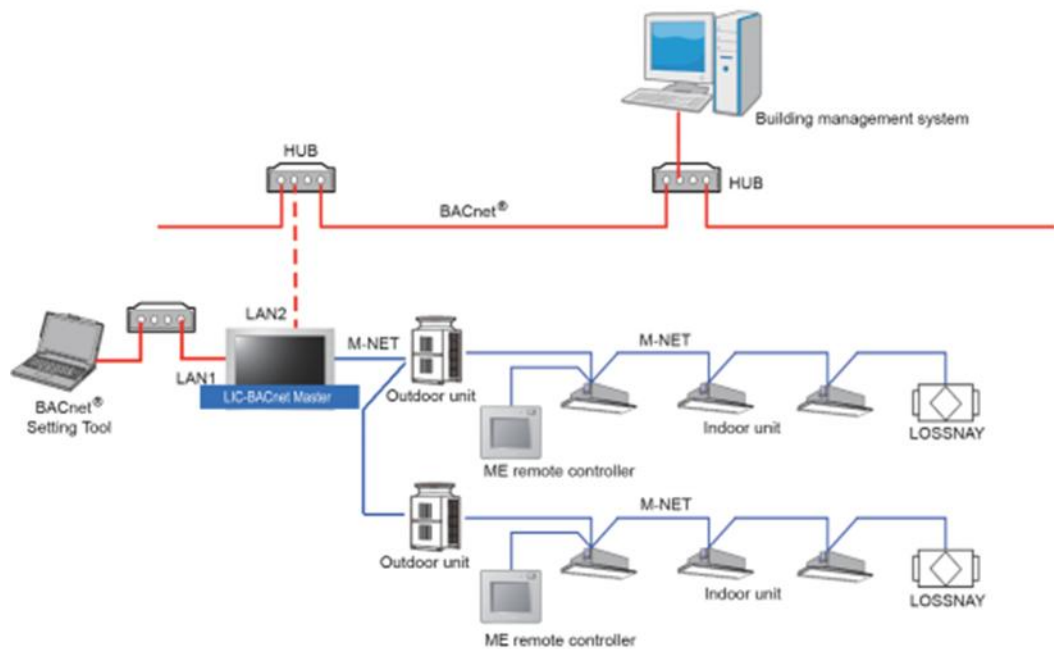 Building management system
HUB
HUB
BACnet®
LAN2
M-NET
M-NET
LAN1
LIC-BACnet Master
Outdoor unit
BACnet®
Setting Tool
Indoor unit
LOSSNAY
ME remote controller
M-NET
Outdoor unit
Indoor unit
LOSSNAY
ME remote controller